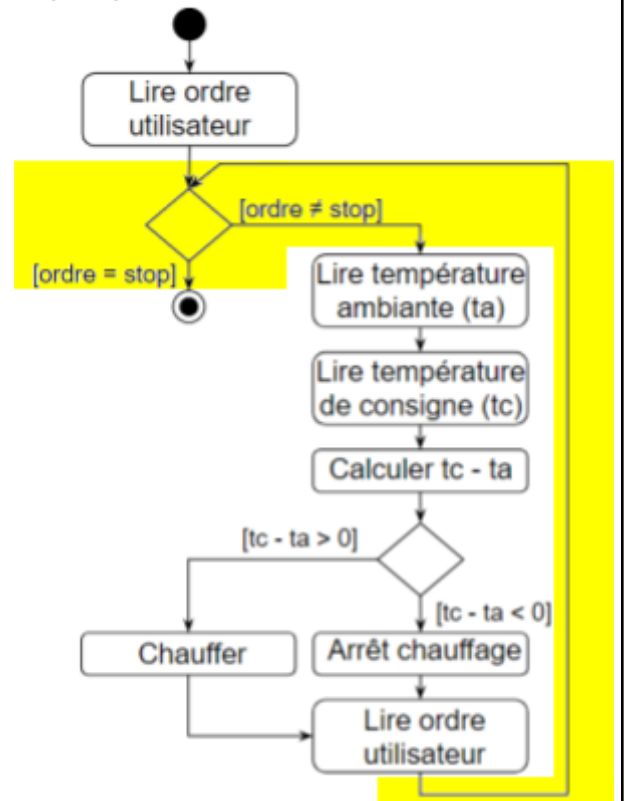 Lire ordre
utilisateur
[ordre ≠ stop]
[ordre = stop]
Lire température
ambiante (ta)
Lire température
de consigne (tc)
Calculer tc - ta
[tc - ta > 0]
[tc - ta < 0]
Chauffer
Arrêt chauffage
Lire ordre
utilisateur